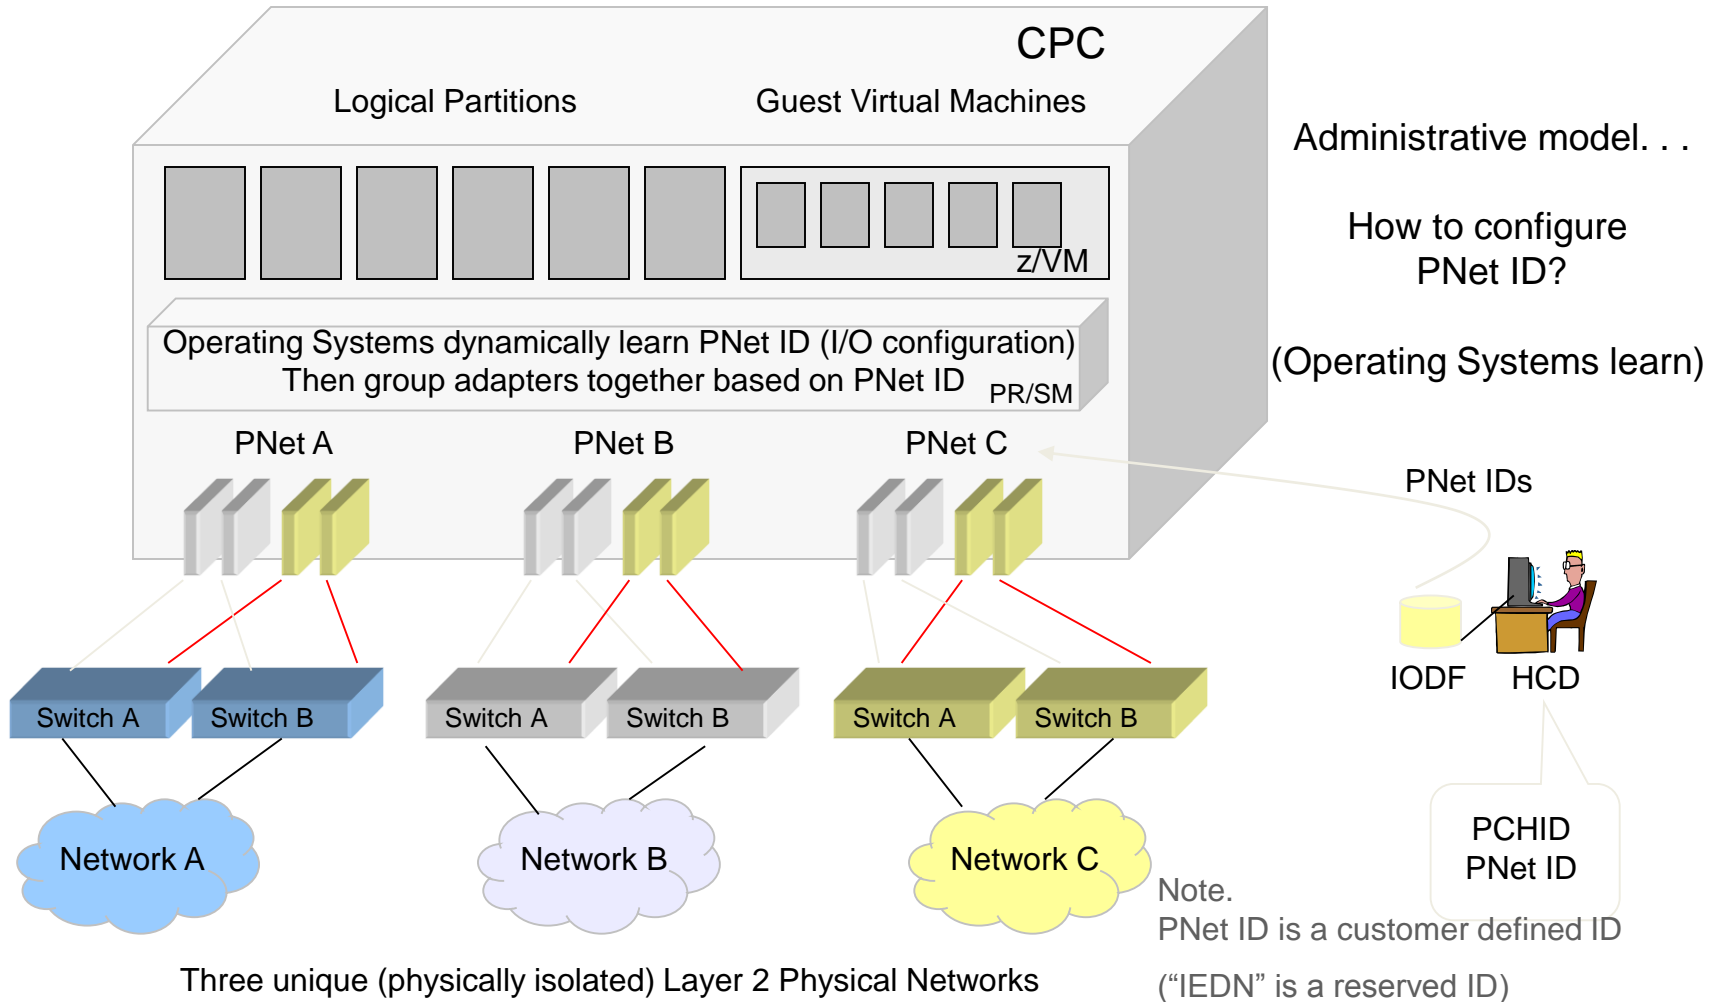 CPC
Logical Partitions
Guest Virtual Machines
Administrative model. . .
How to configure
PNet ID?
z/VM
Operating Systems dynamically learn PNet ID (I/O configuration)
Then group adapters together based on PNet ID
PR/SM
(Operating Systems learn)
PNet A
PNet B
PNet C
PNet IDs
IODF
HCD
Switch A
Switch B
Switch A
Switch B
Switch A
Switch B
PCHID
PNet ID
Network A
Network B
Network C
Note.
PNet ID is a customer defined ID
(“IEDN” is a reserved ID)
Three unique (physically isolated) Layer 2 Physical Networks